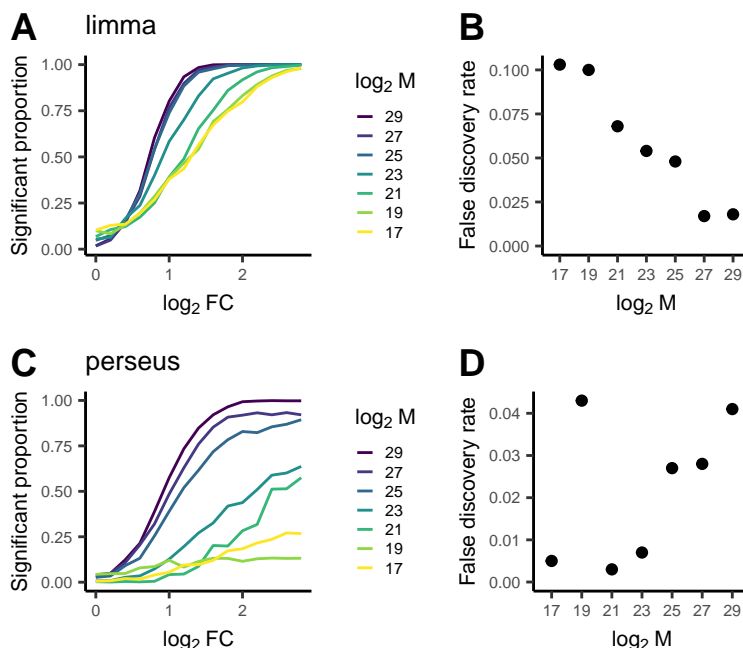 A
limma
Significant proportion
1.00
0.75
0.50
0.25
0.00
0
1
2
log2 FC
log2 M
29
27
25
23
21
19
17
B
False discovery rate
0.100
0.075
0.050
0.025
0.000
17 19 21 23 25 27 29
log2 M
C
perseus
Significant proportion
1.00
0.75
0.50
0.25
0.00
0
1
2
log2 FC
log2 M
29
27
25
23
21
19
17
D
False discovery rate
0.04
0.03
0.02
0.01
0.00
17 19 21 23 25 27 29
log2 M